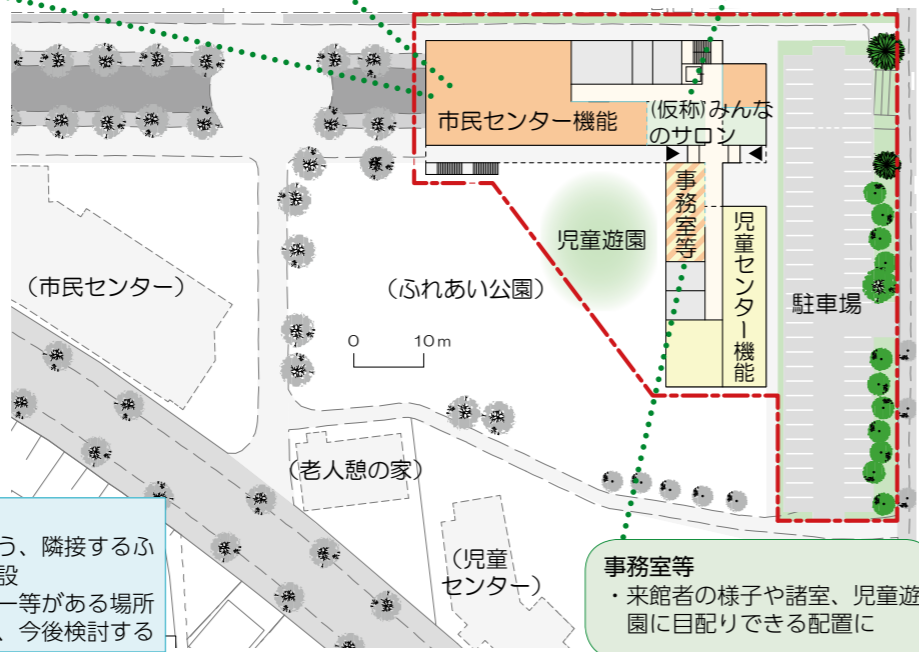 市民センター機能
(仮称)みんな
のサロン
事務室等
児童遊園
児童センター機能
駐車場
（市民センター）
（ふれあい公園）
0 10m
（老人憩の家）
（児童
センター）
う、隣接するふ
設
ー等がある場所
、今後検討する
事務室等
・来館者の様子や諸室、児童遊
園に目配りできる配置に